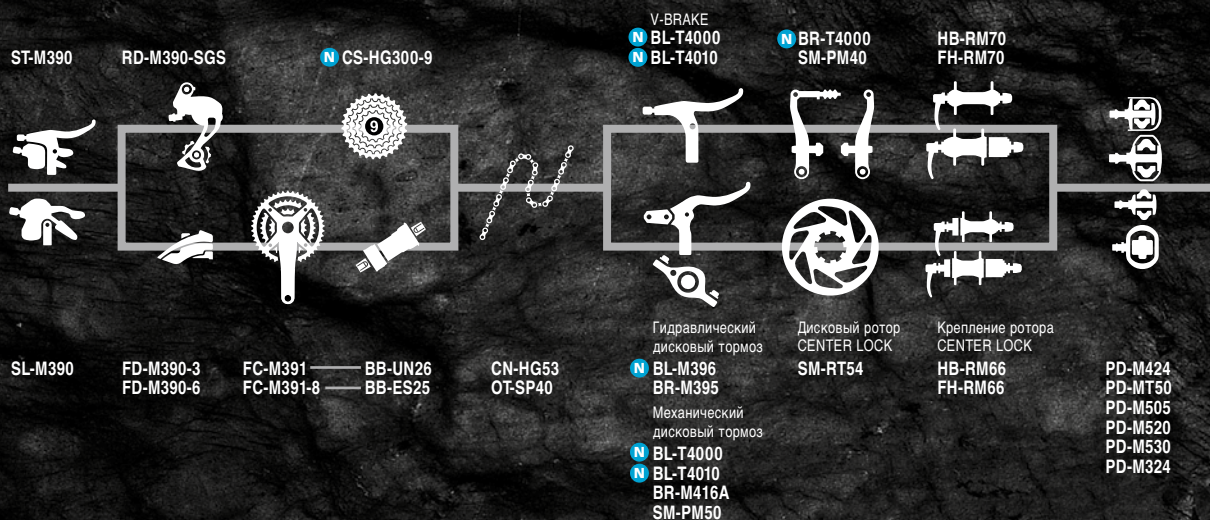 V-BRAKE
N BL-T4000
N BL-T4010
N BR-T4000
SM-PM40
HB-RM70
FH-RM70
ST-M390
RD-M390-SGS
N CS-HG300-9
9
Гидравлический
дисковый тормоз
N BL-M396
BR-M395
Механический
дисковый тормоз
N BL-T4000
N BL-T4010
BR-M416A
SM-PM50
Дисковый ротор
CENTER LOCK
SM-RT54
Крепление ротора
CENTER LOCK
HB-RM66
FH-RM66
SL-M390
FD-M390-3
FD-M390-6
FC-M391 BB-UN26
FC-M391-8 BB-ES25
CN-HG53
OT-SP40
PD-M424
PD-MT50
PD-M505
PD-M520
PD-M530
PD-M324